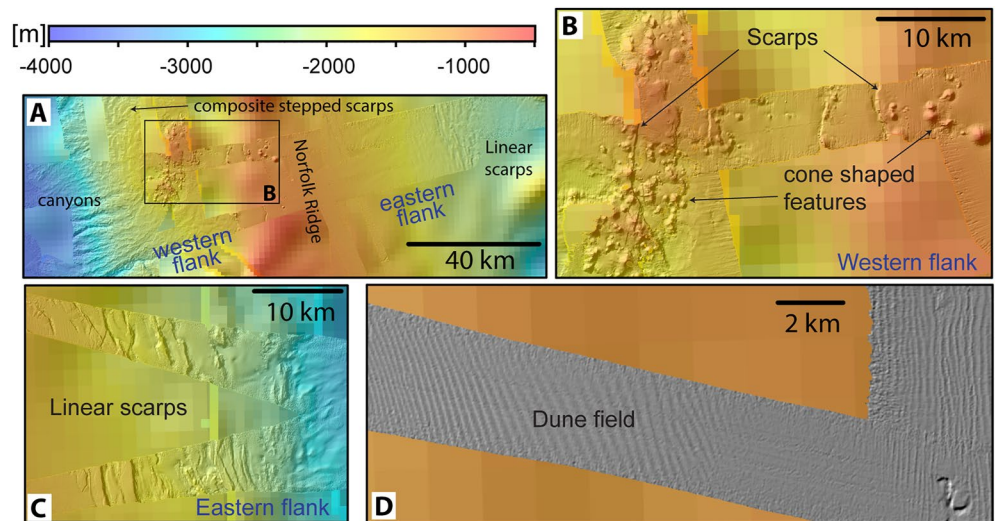 [m]
-4000 -3000 -2000 -1000
A
composite stepped scarps
canyons
B
Norfolk Ridge
Linear
scarps
western
flank
eastern
flank
40 km
B
Scarps
10 km
cone shaped
features
Western flank
10 km
Linear scarps
C
Eastern flank
2 km
Dune field
D